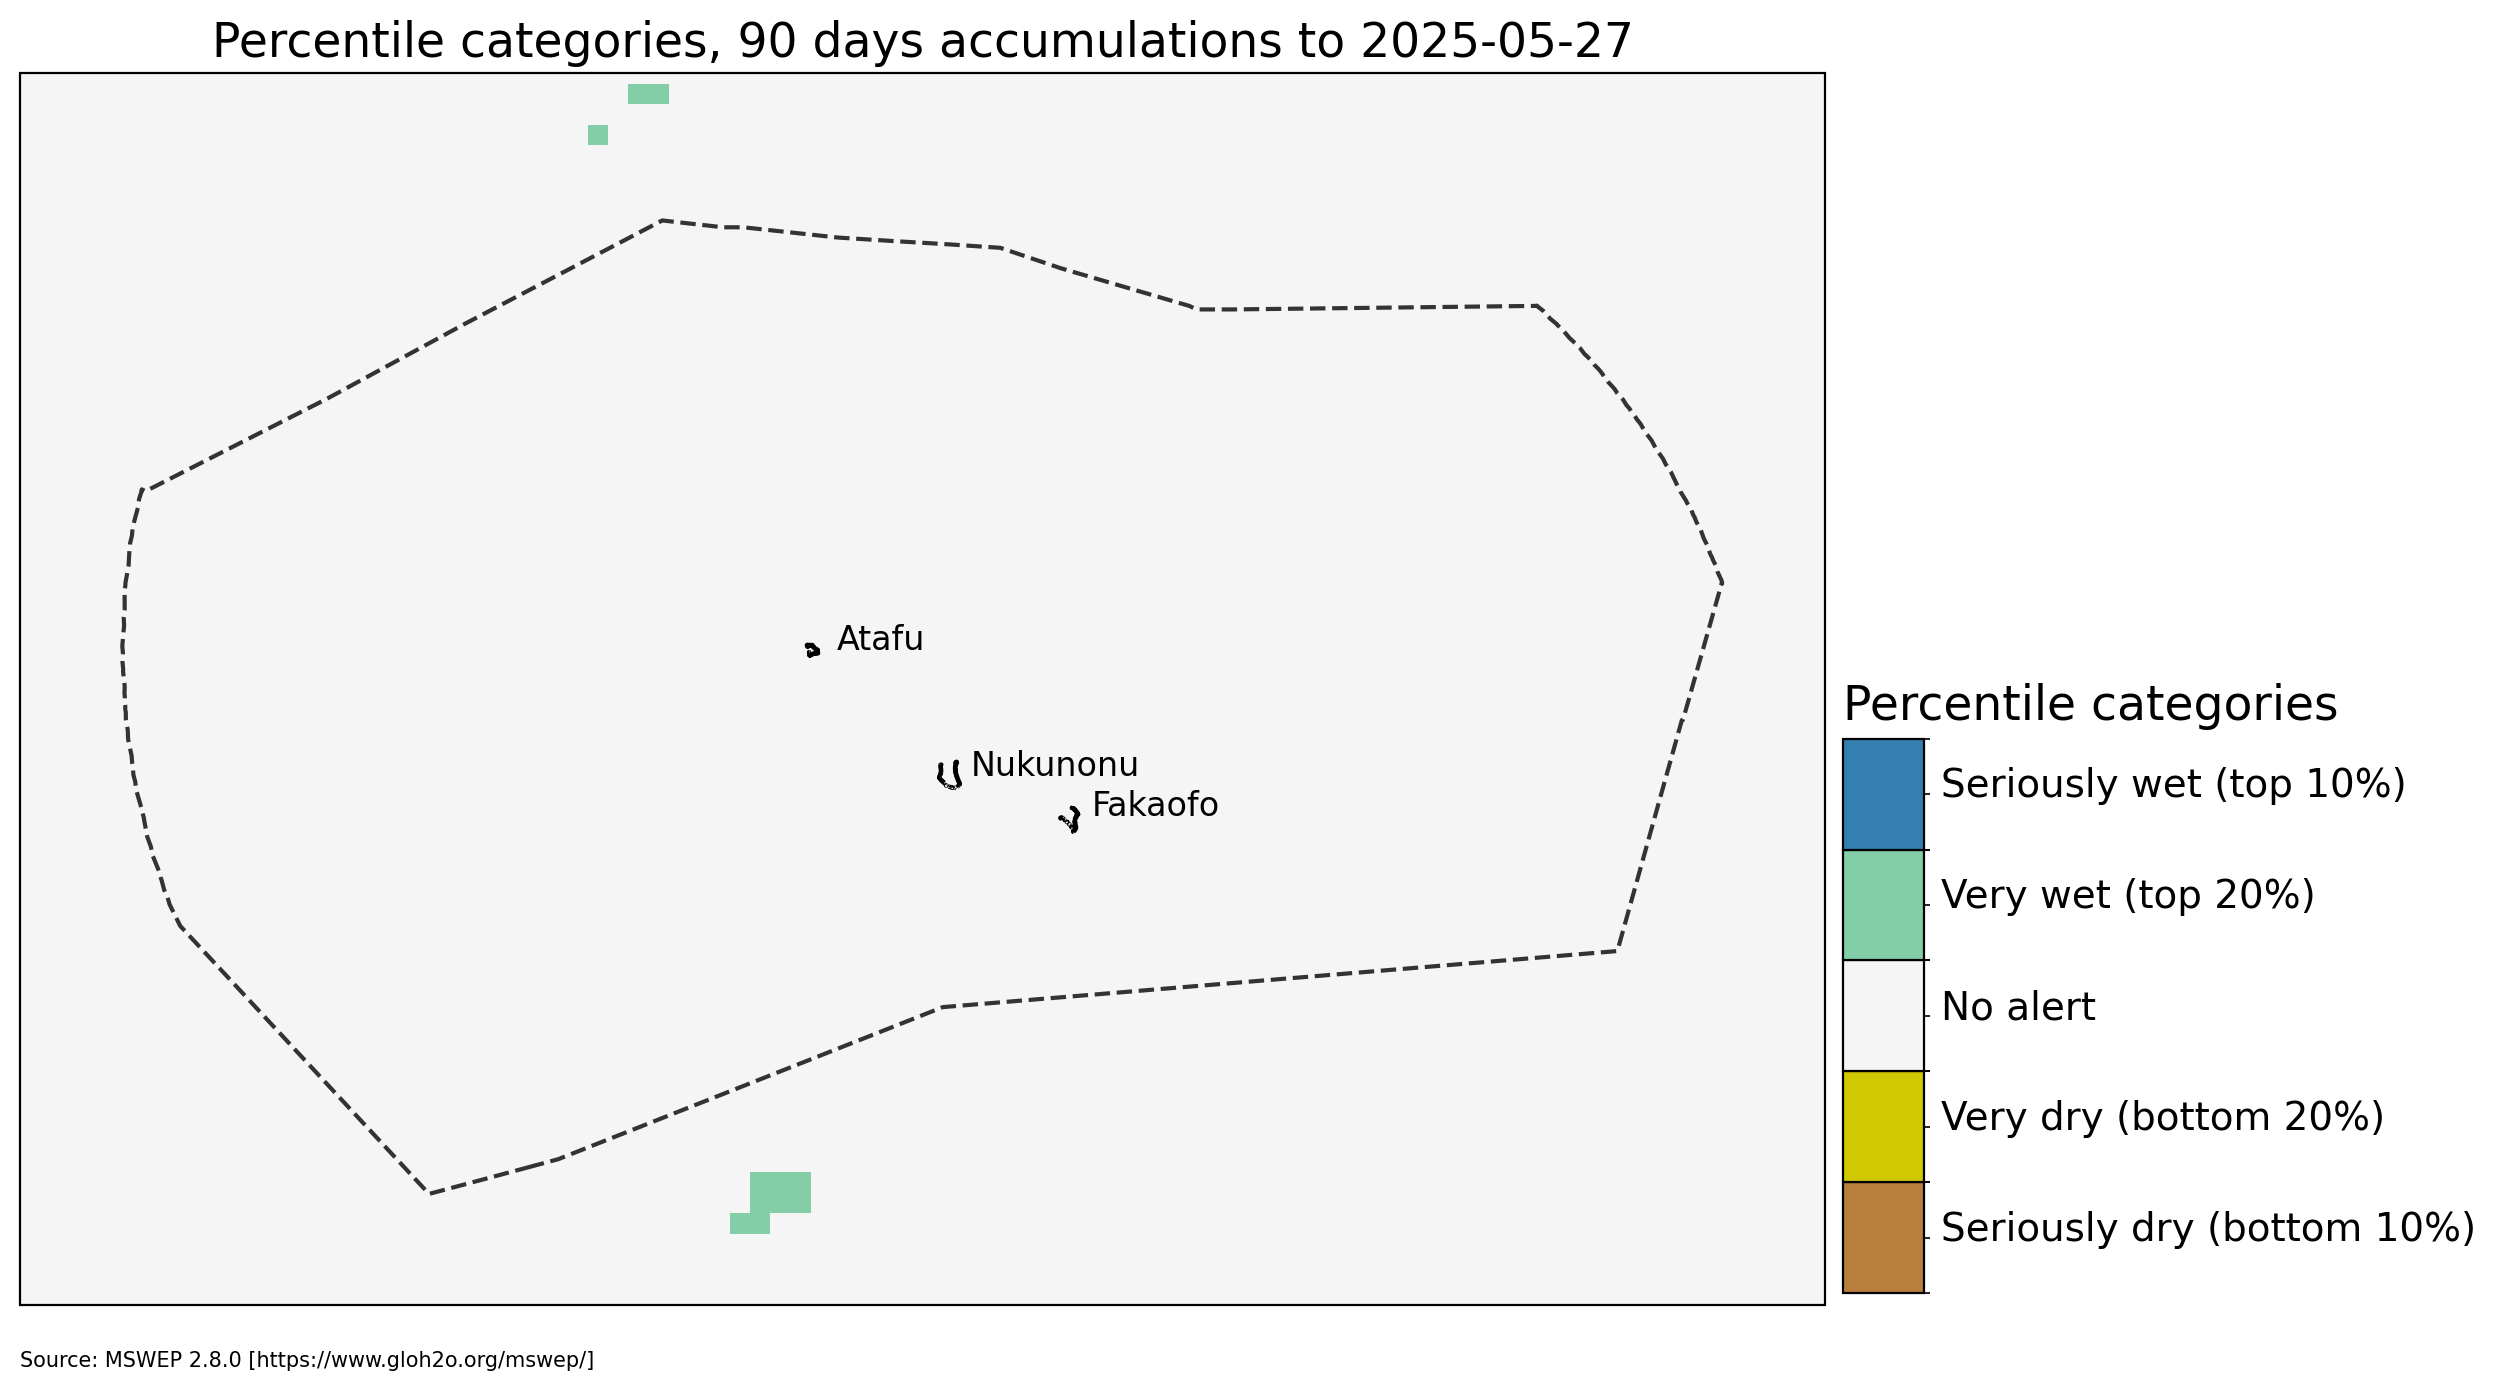 Percentile categories, 90 days accumulations to 2025-05-27
Atafu
Nukunonu
Fakaofo
Percentile categories
Seriously wet (top 10%)
Very wet (top 20%)
No alert
Very dry (bottom 20%)
Seriously dry (bottom 10%)
Source: MSWEP 2.8.0 [https://www.gloh2o.org/mswep/]